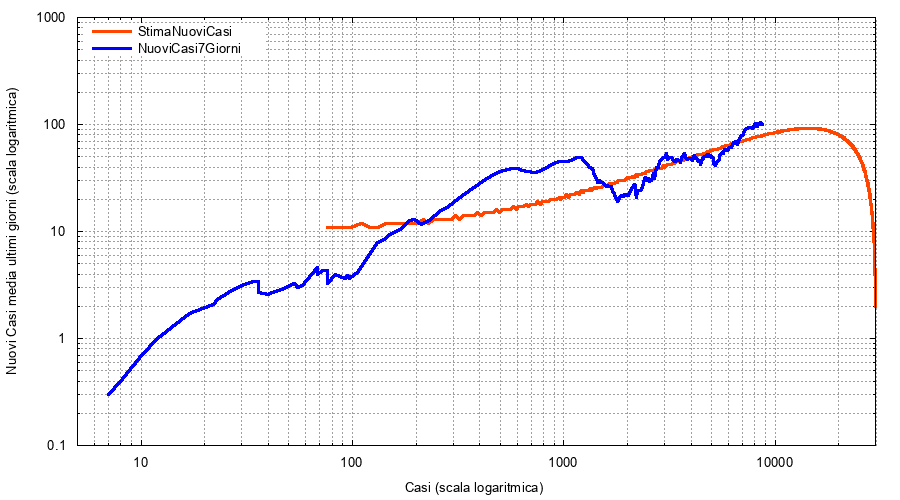 1000
StimaNuoviCasi
NuoviCasi7Giorni
100
10
1
0.1
Nuovi Casi media ultimi giorni (scala logaritmica)
10 100 1000 10000
Casi (scala logaritmica)